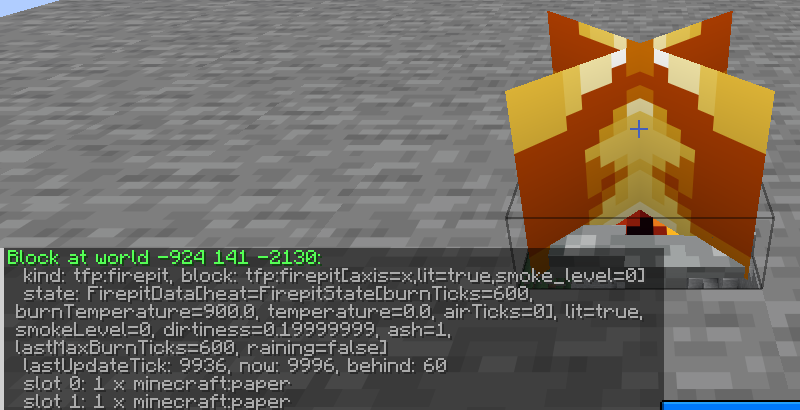 Block at world -924 141 -2130:
kind: tfp:firepit, block: tfp:firepit[axis=x,lit=true,smoke_level=0]
state: FirepitData[heat=FirepitState[burnTicks=600,
burnTemperature=900.0, temperature=0.0, airTicks=0], lit=true,
smokeLevel=0, dirtiness=0.19999999, ash=1,
lastMaxBurnTicks=600, raining=false]
lastUpdateTick: 9936, now: 9996, behind: 60
slot 0: 1 x minecraft:paper
slot 1: 1 x minecraft:paper